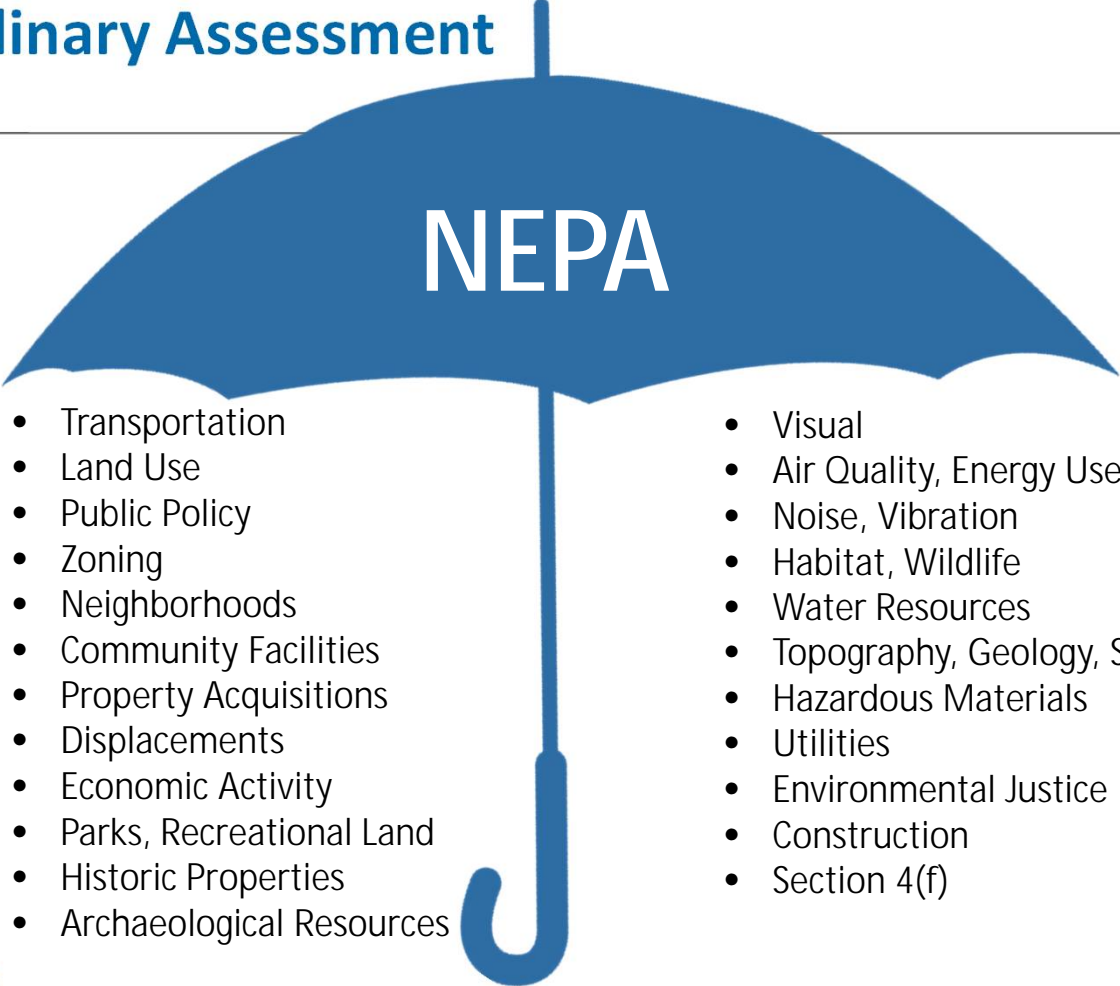 linary Assessment
NEPA
• Transportation
• Land Use
• Public Policy
• Zoning
• Neighborhoods
• Community Facilities
• Property Acquisitions
• Displacements
• Economic Activity
• Parks, Recreational Land
• Historic Properties
• Archaeological Resources
• Visual
• Air Quality, Energy Use
• Noise, Vibration
• Habitat, Wildlife
• Water Resources
• Topography, Geology, S
• Hazardous Materials
• Utilities
• Environmental Justice
• Construction
• Section 4(f)